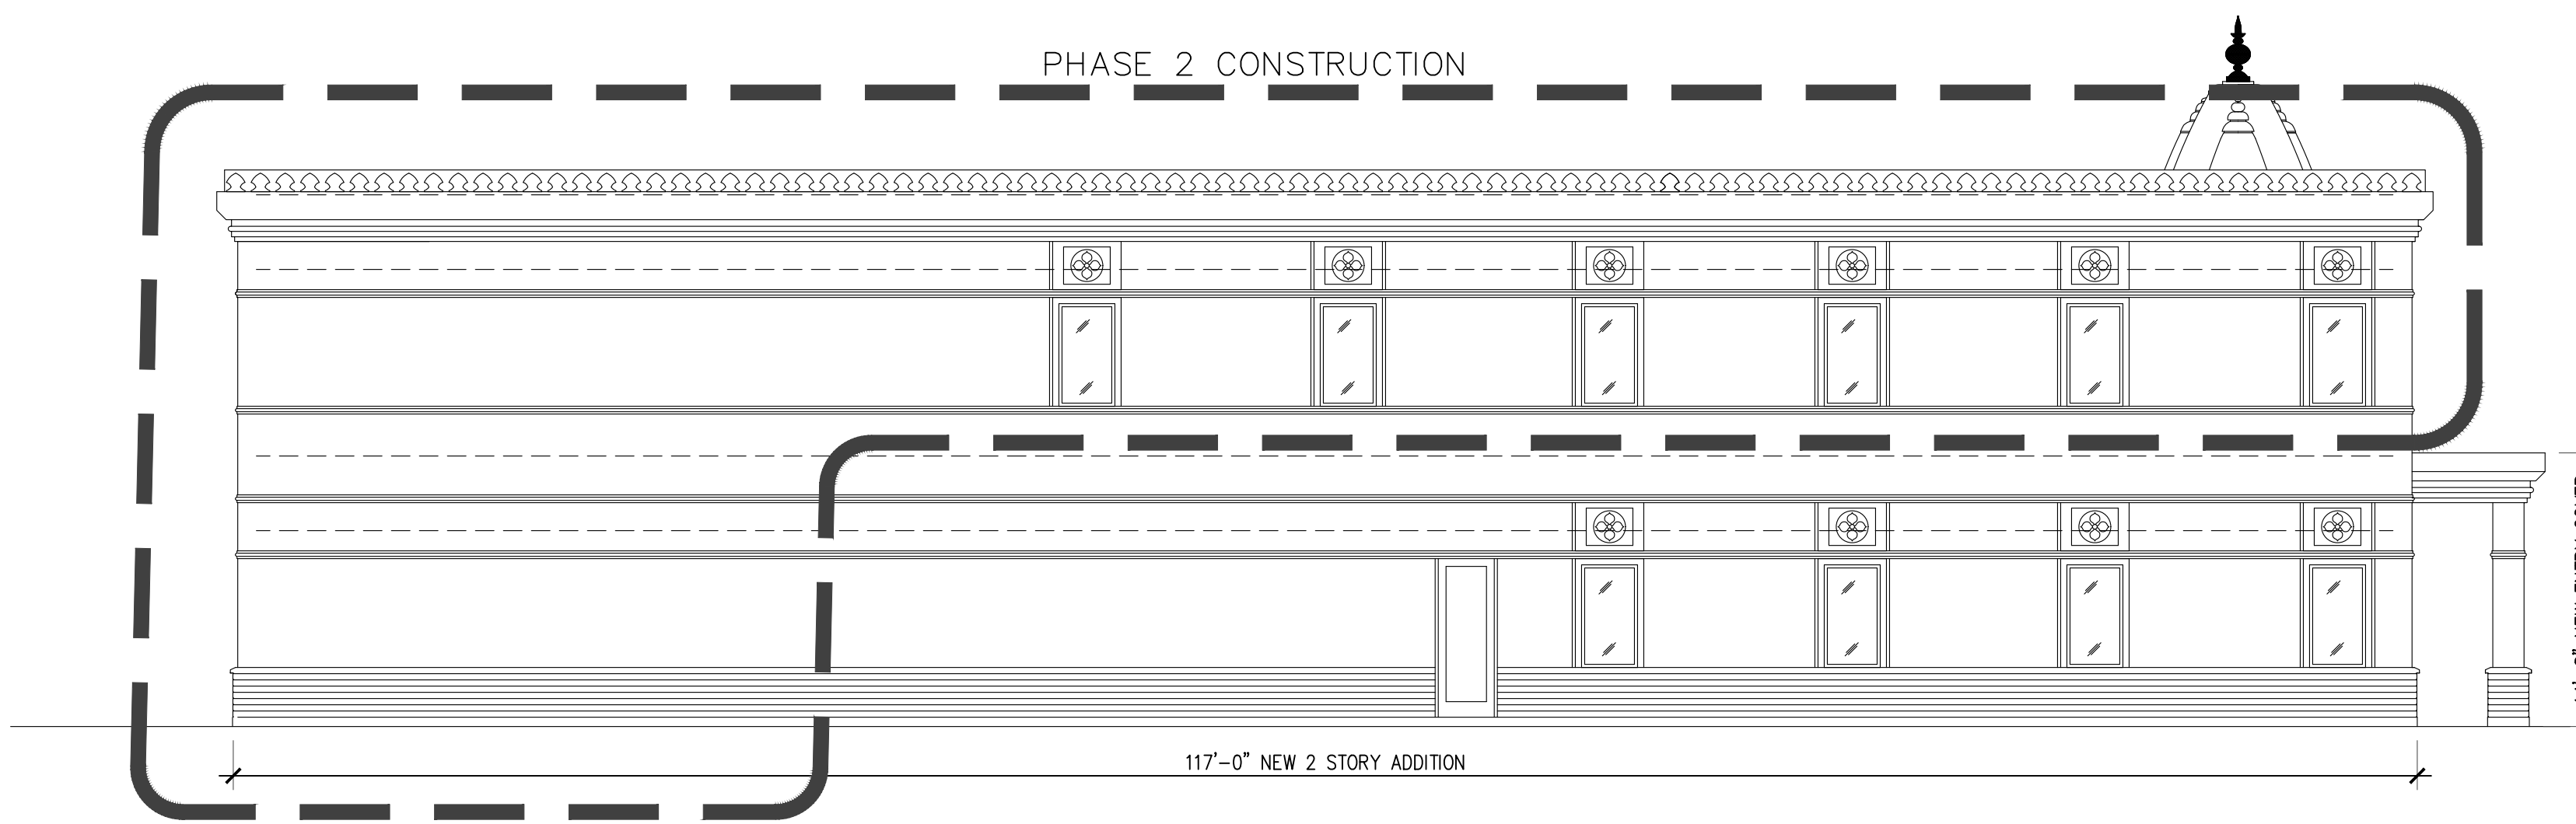 PHASE 2 CONSTRUCTION
117'-0" NEW 2 STORY ADDITION